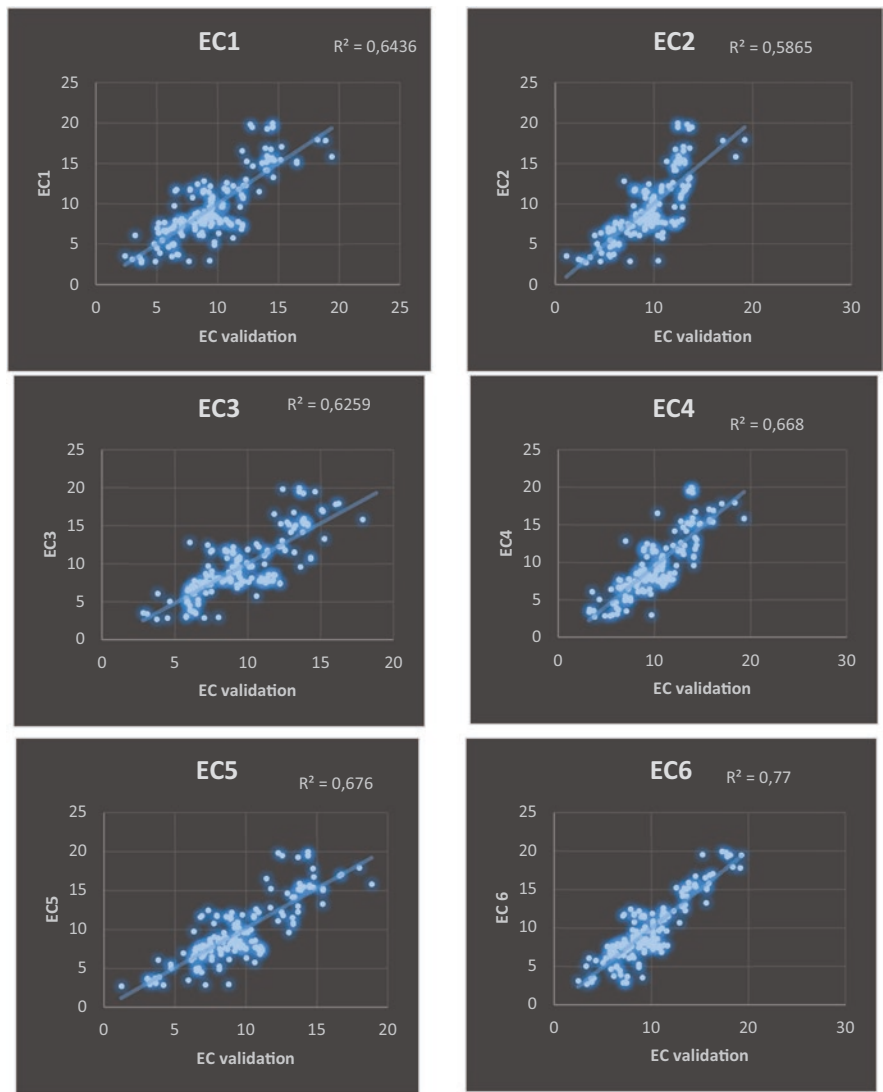 EC1
R² = 0,6436
25
20
15
10
5
0
EC1
0 5 10 15 20 25
EC validation
EC2
R² = 0,5865
25
20
15
10
5
0
EC2
0 10 20 30
EC validation
EC3
R² = 0,6259
25
20
15
10
5
0
EC3
0 5 10 15 20
EC validation
EC4
R² = 0,668
25
20
15
10
5
0
EC4
0 10 20 30
EC validation
EC5
R² = 0,676
25
20
15
10
5
0
EC5
0 5 10 15 20
EC validation
EC6
R² = 0,77
25
20
15
10
5
0
EC 6
0 10 20 30
EC validation